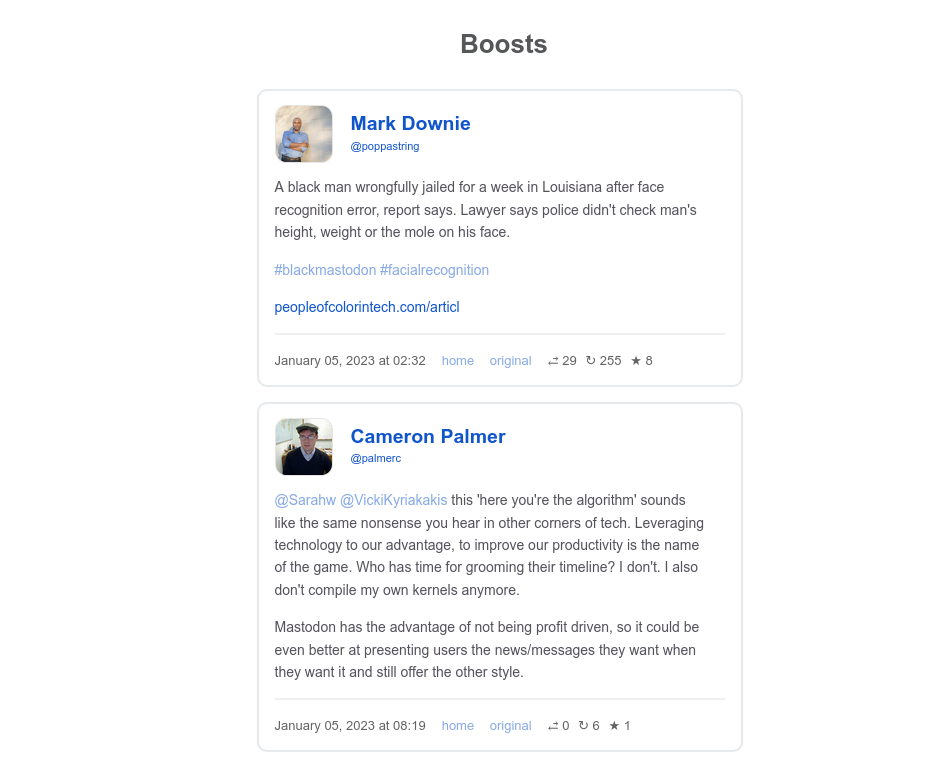 Boosts
Mark Downie
@poppastring
A black man wrongfully jailed for a week in Louisiana after face
recognition error, report says. Lawyer says police didn't check man's
height, weight or the mole on his face.
#blackmastodon #facialrecognition
peopleofcolorintech.com/articl
January 05, 2023 at 02:32 home original ⥂ 29 ↻ 255 ★ 8
Cameron Palmer
@palmerc
@Sarahw @VickiKyriakakis this 'here you're the algorithm' sounds
like the same nonsense you hear in other corners of tech. Leveraging
technology to our advantage, to improve our productivity is the name
of the game. Who has time for grooming their timeline? I don't. I also
don't compile my own kernels anymore.
Mastodon has the advantage of not being profit driven, so it could be
even better at presenting users the news/messages they want when
they want it and still offer the other style.
January 05, 2023 at 08:19 home original ⥂ 0 ↻ 6 ★ 1